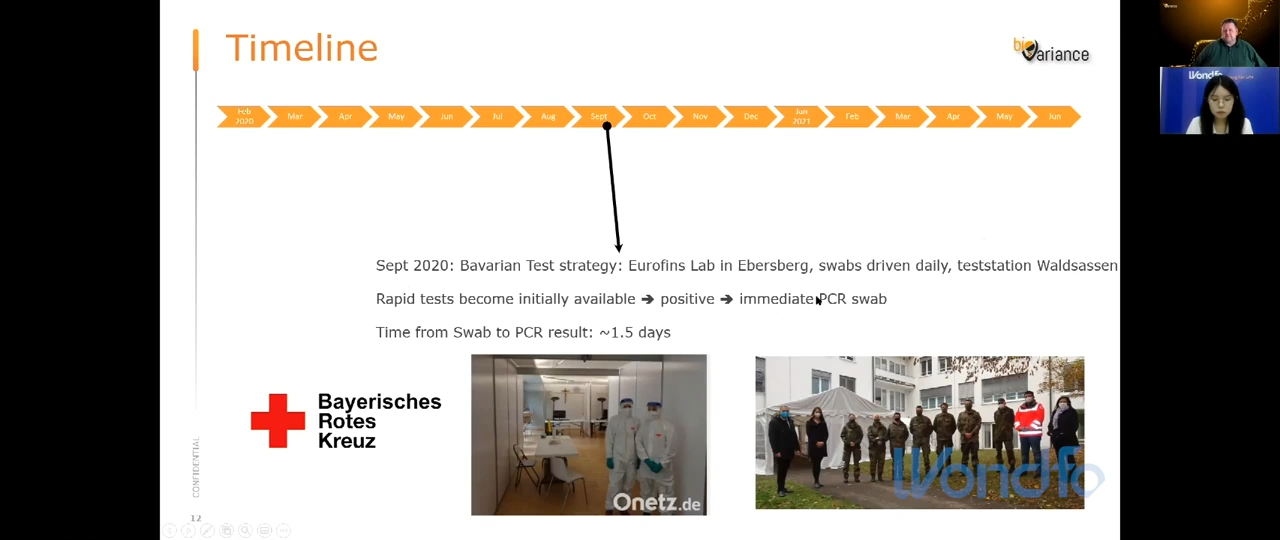 Timeline
biovariance
Feb 2020
Mar
Apr
May
Jun
Jul
Aug
Sept
Oct
Nov
Dec
Jun 2021
Feb
Mar
Apr
May
Jun
Sept 2020: Bavarian Test strategy: Eurofins Lab in Ebersberg, swabs driven daily, teststation Waldsassen
Rapid tests become initially available ➔ positive ➔ immediate PCR swab
Time from Swab to PCR result: ~1.5 days
Bayerisches
Rotes
Kreuz
Onetz.de
Wondfo
CONFIDENTIAL
12
Wondfo